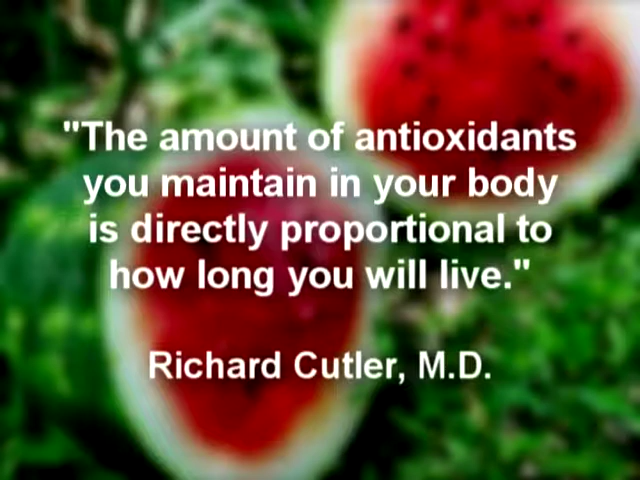 "The amount of antioxidants
you maintain in your body
is directly proportional to
how long you will live."
Richard Cutler, M.D.